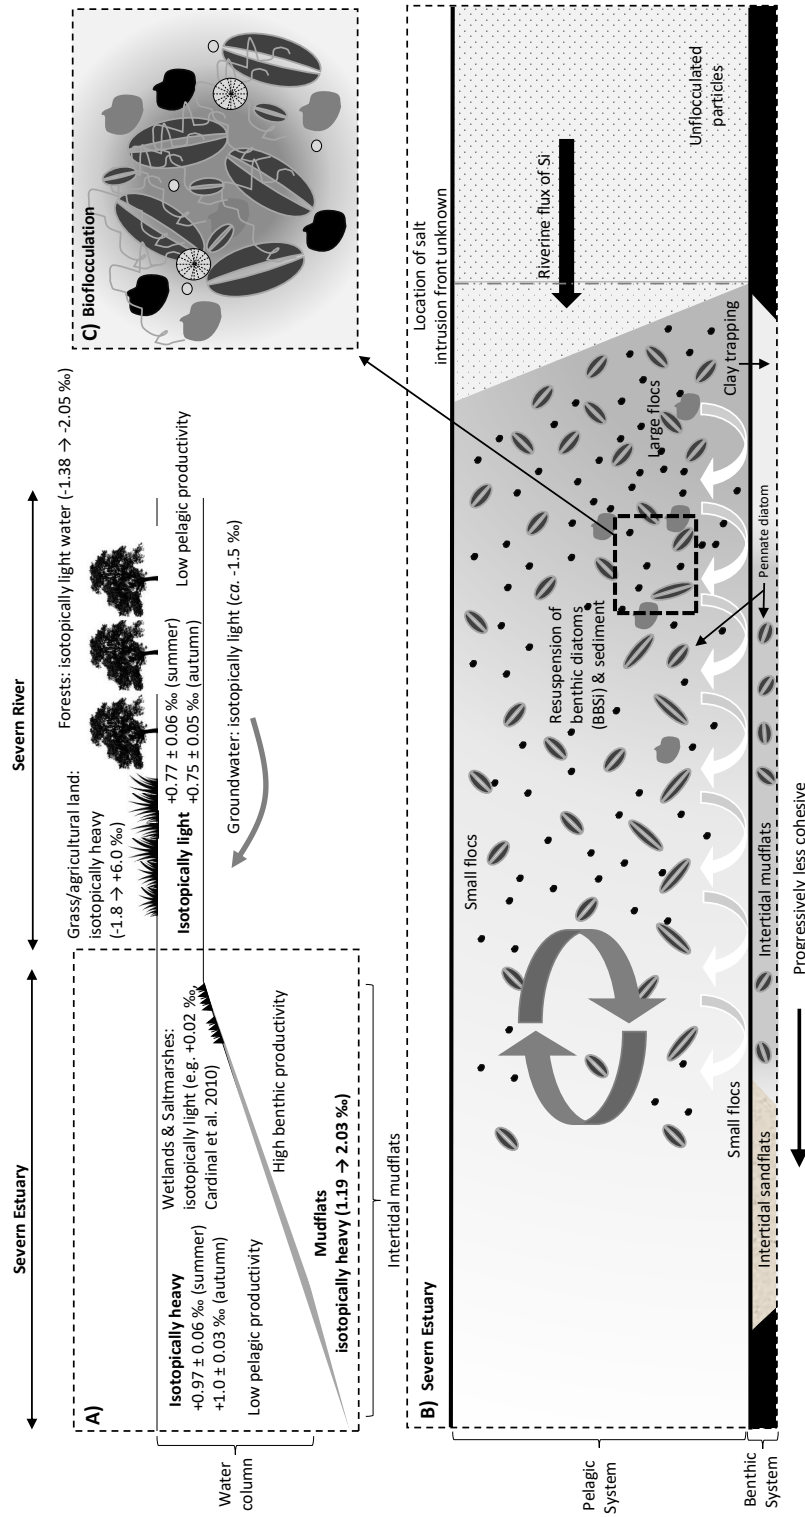 Severn Estuary
Severn River
A)
Water
column
Isotopically heavy
+0.97 ± 0.06 ‰ (summer)
+1.0 ± 0.03 ‰ (autumn)
Low pelagic productivity
Wetlands & Saltmarshes:
isotopically light (e.g. +0.02 ‰,
Cardinal et al. 2010)
High benthic productivity
Mudflats
isotopically heavy (1.19 → 2.03 ‰)
Intertidal mudflats
Grass/agricultural land:
isotopically heavy
(-1.8 → +6.0 ‰)
Forests: isotopically light water (-1.38 → -2.05 ‰)
Isotopically light
+0.77 ± 0.06 ‰ (summer)
+0.75 ± 0.05 ‰ (autumn)
Low pelagic productivity
Groundwater: isotopically light (ca. -1.5 ‰)
C) Bioflocculation
B) Severn Estuary
Location of salt
intrusion front unknown
Pelagic
System
Benthic
System
Small flocs
Small flocs
Resuspension of
benthic diatoms
(BBSi) & sediment
Large flocs
Riverine flux of Si
Unflocculated
particles
Clay trapping
Pennate diatom
Intertidal sandflats
Intertidal mudflats
Progressively less cohesive